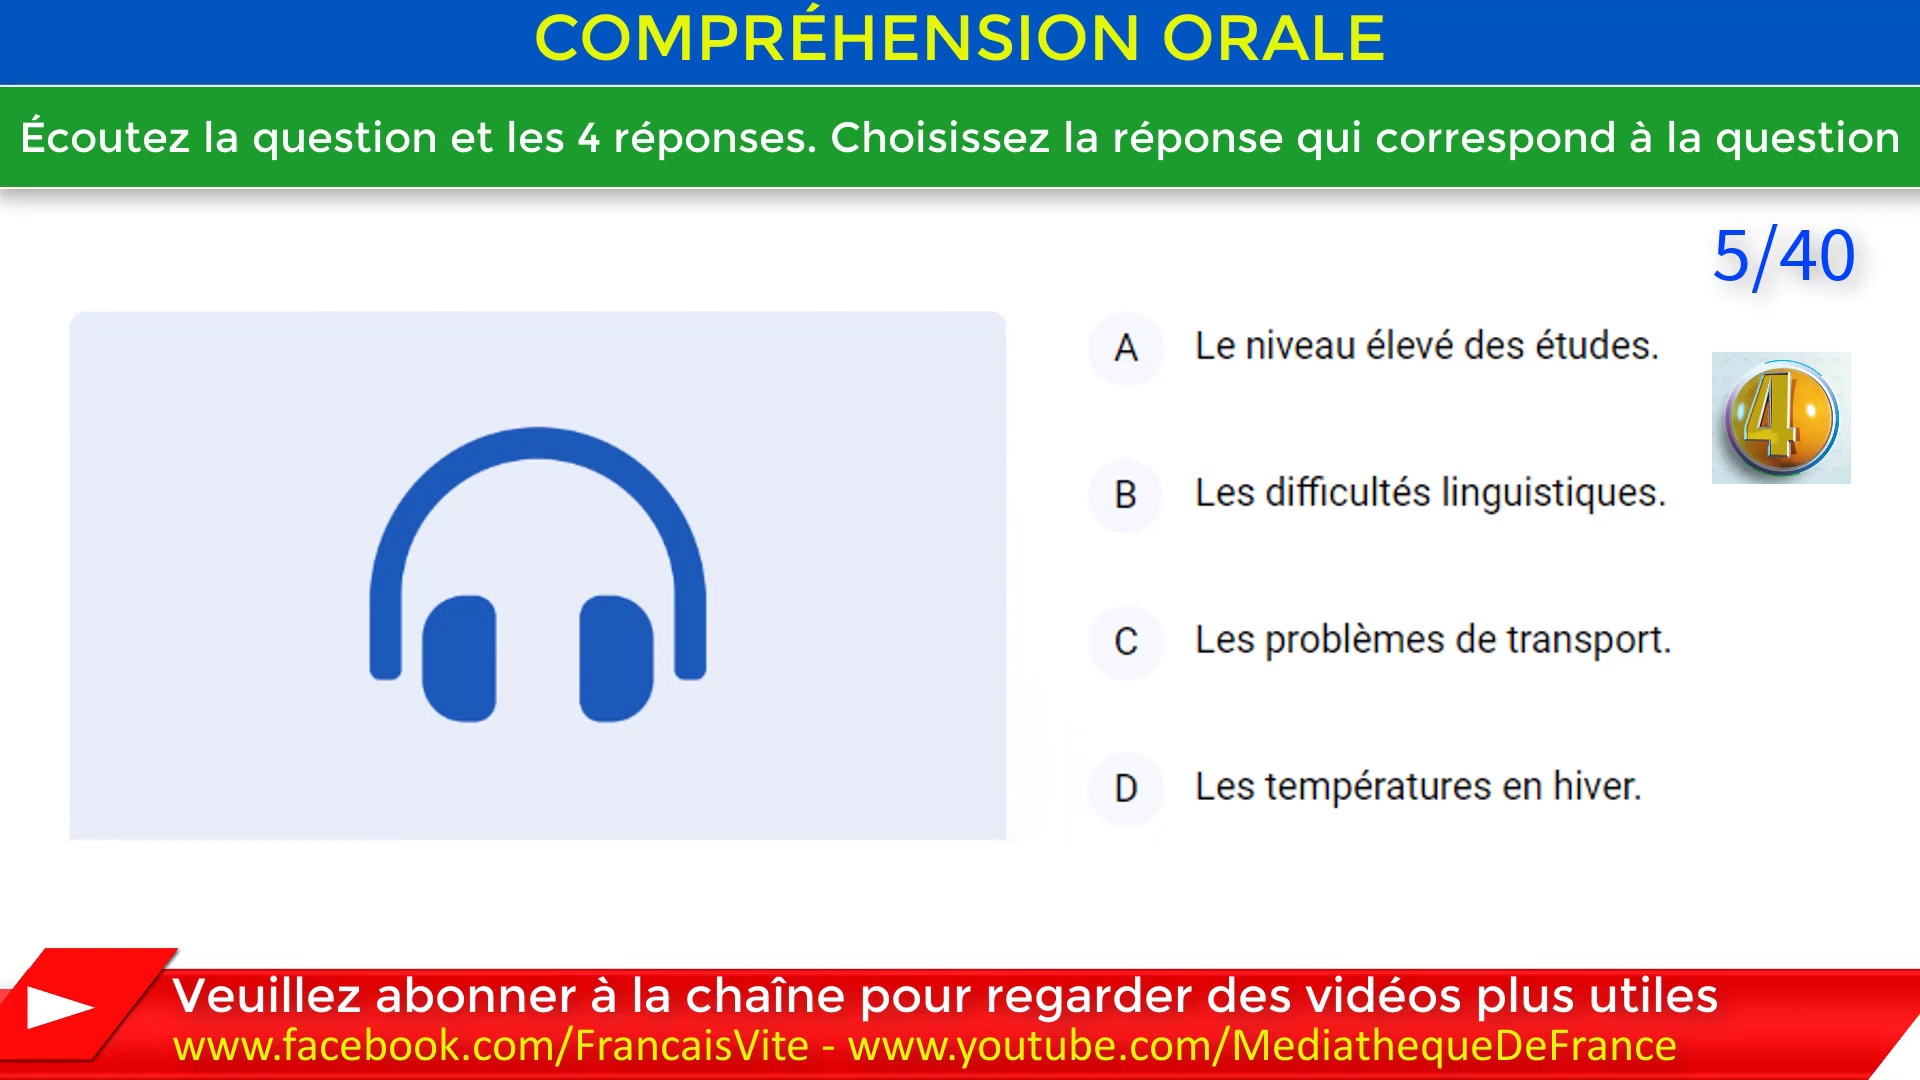 COMPRÉHENSION ORALE
Écoutez la question et les 4 réponses. Choisissez la réponse qui correspond à la question
5/40
A Le niveau élevé des études.
4
B Les difficultés linguistiques.
C Les problèmes de transport.
D Les températures en hiver.
Veuillez abonner à la chaîne pour regarder des vidéos plus utiles
www.facebook.com/FrancaisVite - www.youtube.com/MediathequeDeFrance